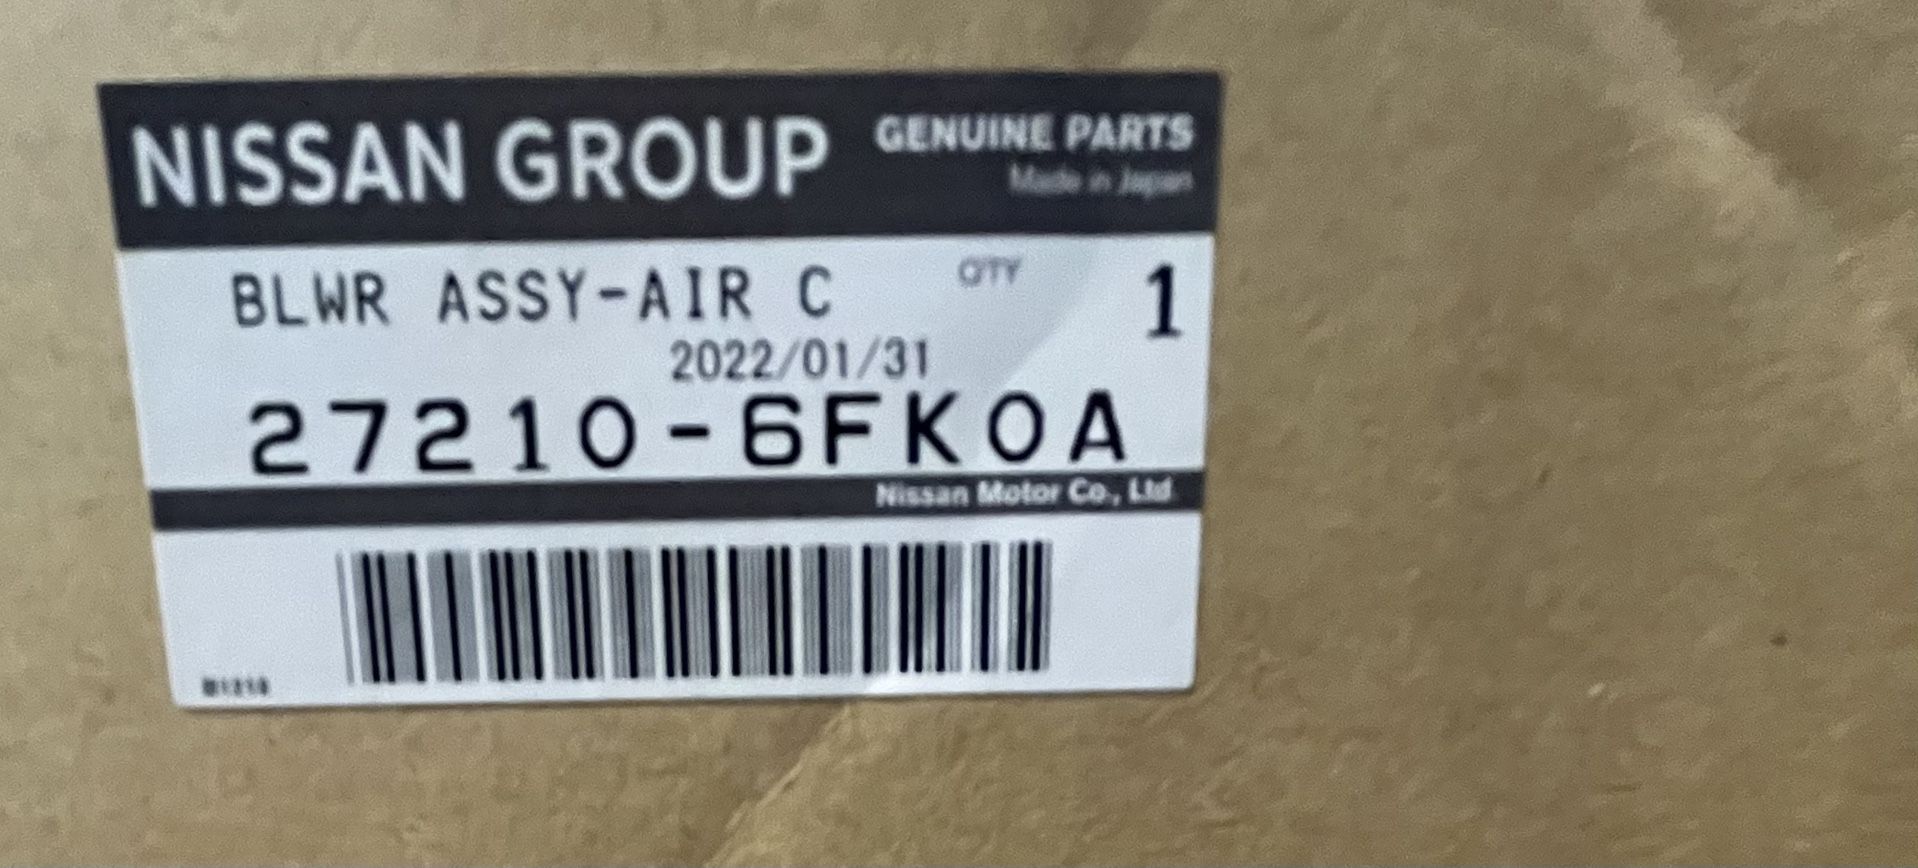 NISSAN GROUP GENUINE PARTS
Made in Japan
BLWR ASSY-AIR C QTY 1
2022/01/31
27210-6FK0A
Nissan Motor Co., Ltd.